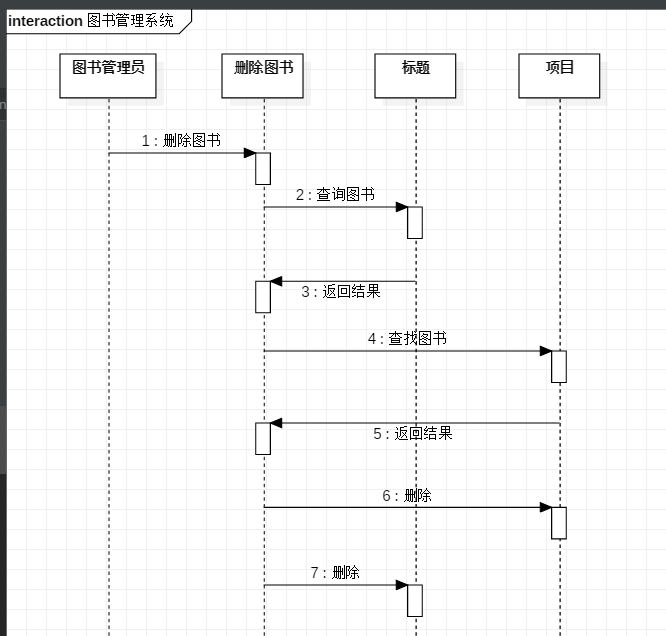 interaction 图书管理系统
图书管理员
删除图书
标题
项目
1 : 删除图书
2 : 查询图书
3 : 返回结果
4 : 查找图书
5 : 返回结果
6 : 删除
7 : 删除